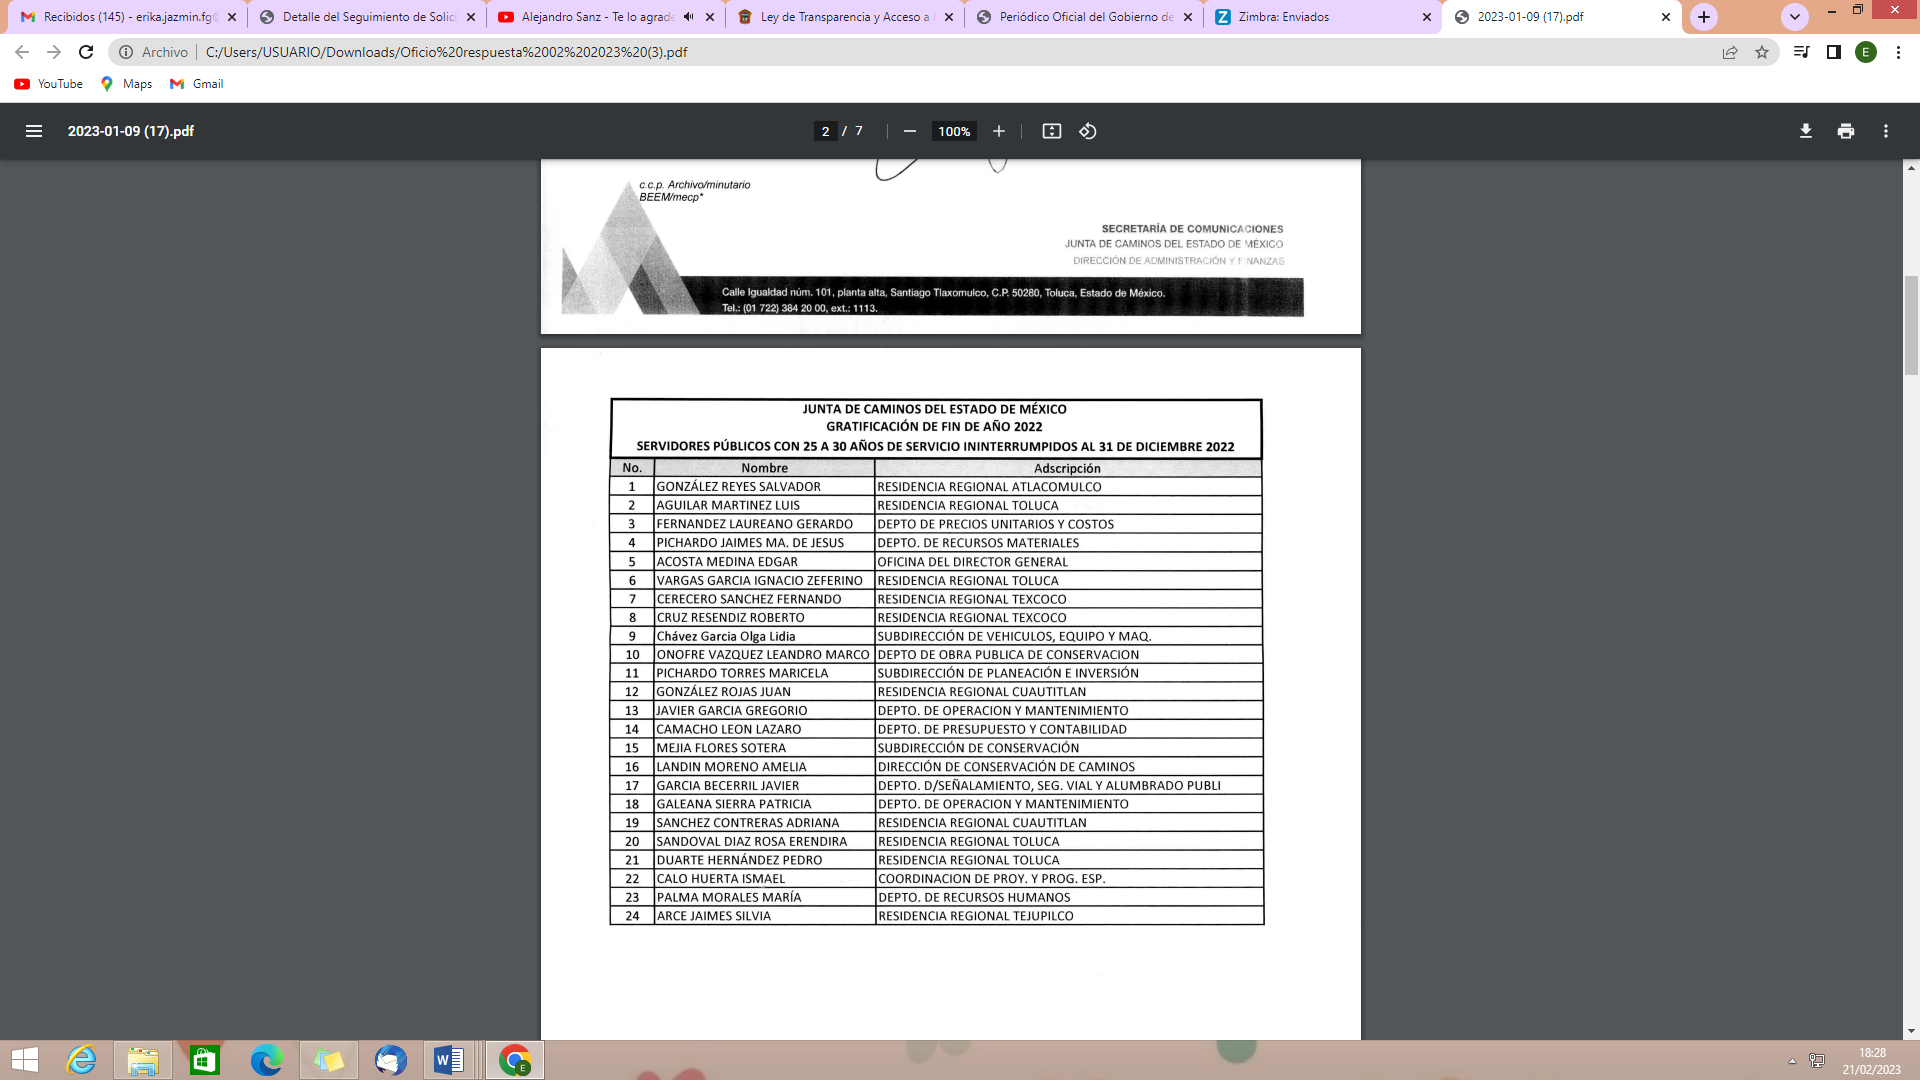 Recibidos (145) - erika.jazmin.fg@
Detalle del Seguimiento de Solic
Alejandro Sanz - Te lo agrade
Ley de Transparencia y Acceso a
Periódico Oficial del Gobierno de
Zimbra: Enviados
2023-01-09 (17).pdf
Archivo
C:/Users/USUARIO/Downloads/Oficio%20respuesta%2002%202023%20(3).pdf
E
YouTube
Maps
Gmail
2023-01-09 (17).pdf
2 / 7
100%
c.c.p. Archivo/minutario
BEEM/mecp*
SECRETARÍA DE COMUNICACIONES
JUNTA DE CAMINOS DEL ESTADO DE MÉXICO
DIRECCIÓN DE ADMINISTRACIÓN Y FINANZAS
Calle Igualdad núm. 101, planta alta, Santiago Tlaxomulco, C.P. 50280, Toluca, Estado de México.
Tel.: (01 722) 384 20 00, ext.: 1113.
JUNTA DE CAMINOS DEL ESTADO DE MÉXICO
GRATIFICACIÓN DE FIN DE AÑO 2022
SERVIDORES PÚBLICOS CON 25 A 30 AÑOS DE SERVICIO ININTERRUMPIDOS AL 31 DE DICIEMBRE 2022
No. Nombre Adscripción
1 GONZÁLEZ REYES SALVADOR RESIDENCIA REGIONAL ATLACOMULCO
2 AGUILAR MARTINEZ LUIS RESIDENCIA REGIONAL TOLUCA
3 FERNANDEZ LAUREANO GERARDO DEPTO DE PRECIOS UNITARIOS Y COSTOS
4 PICHARDO JAIMES MA. DE JESUS DEPTO. DE RECURSOS MATERIALES
5 ACOSTA MEDINA EDGAR OFICINA DEL DIRECTOR GENERAL
6 VARGAS GARCIA IGNACIO ZEFERINO RESIDENCIA REGIONAL TOLUCA
7 CERECERO SANCHEZ FERNANDO RESIDENCIA REGIONAL TEXCOCO
8 CRUZ RESENDIZ ROBERTO RESIDENCIA REGIONAL TEXCOCO
9 Chávez Garcia Olga Lidia SUBDIRECCIÓN DE VEHICULOS, EQUIPO Y MAQ.
10 ONOFRE VAZQUEZ LEANDRO MARCO DEPTO DE OBRA PUBLICA DE CONSERVACION
11 PICHARDO TORRES MARICELA SUBDIRECCIÓN DE PLANEACIÓN E INVERSIÓN
12 GONZÁLEZ ROJAS JUAN RESIDENCIA REGIONAL CUAUTITLAN
13 JAVIER GARCIA GREGORIO DEPTO. DE OPERACION Y MANTENIMIENTO
14 CAMACHO LEON LAZARO DEPTO. DE PRESUPUESTO Y CONTABILIDAD
15 MEJIA FLORES SOTERA SUBDIRECCIÓN DE CONSERVACIÓN
16 LANDIN MORENO AMELIA DIRECCIÓN DE CONSERVACIÓN DE CAMINOS
17 GARCIA BECERRIL JAVIER DEPTO. D/SEÑALAMIENTO, SEG. VIAL Y ALUMBRADO PUBLI
18 GALEANA SIERRA PATRICIA DEPTO. DE OPERACION Y MANTENIMIENTO
19 SANCHEZ CONTRERAS ADRIANA RESIDENCIA REGIONAL CUAUTITLAN
20 SANDOVAL DIAZ ROSA ERENDIRA RESIDENCIA REGIONAL TOLUCA
21 DUARTE HERNÁNDEZ PEDRO RESIDENCIA REGIONAL TOLUCA
22 CALO HUERTA ISMAEL COORDINACION DE PROY. Y PROG. ESP.
23 PALMA MORALES MARÍA DEPTO. DE RECURSOS HUMANOS
24 ARCE JAIMES SILVIA RESIDENCIA REGIONAL TEJUPILCO
18:28
21/02/2023